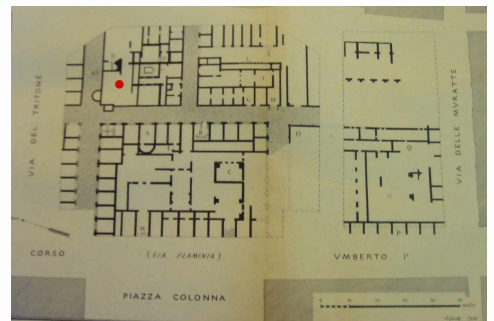 VIA DEL TRITONE
VIA DELLE MVRATTE
A
B
C
G
H
O
Q
P
CORSO
(VIA FLAMINIA)
VMBERTO I°
PIAZZA COLONNA